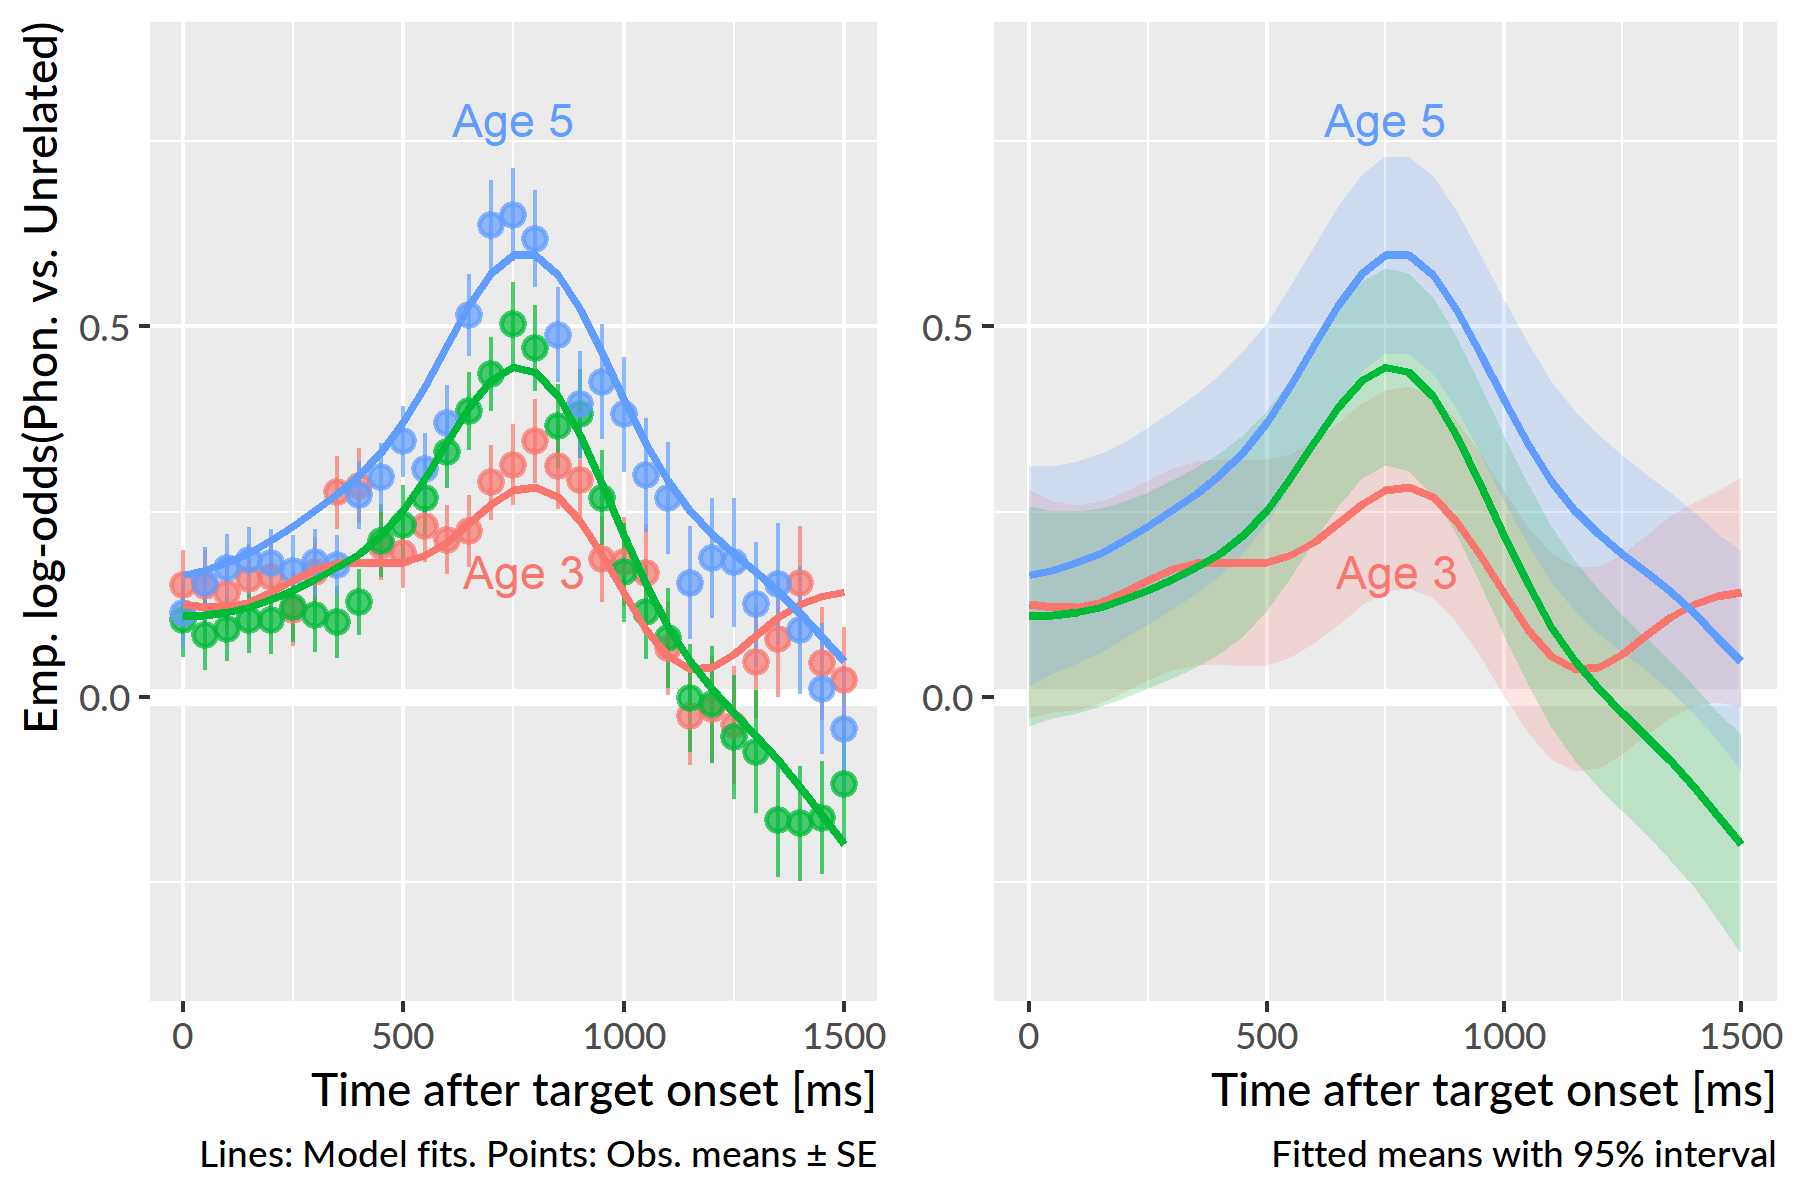 Emp. log-odds(Phon. vs. Unrelated)
0.5
0.0
Age 5
Age 3
0 500 1000 1500
Time after target onset [ms]
Lines: Model fits. Points: Obs. means ± SE
0.5
0.0
Age 5
Age 3
0 500 1000 1500
Time after target onset [ms]
Fitted means with 95% interval